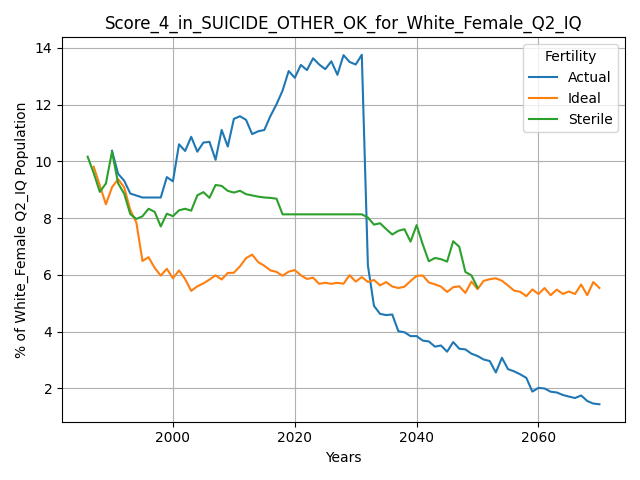 Score_4_in_SUICIDE_OTHER_OK_for_White_Female_Q2_IQ
Fertility
Actual
Ideal
Sterile
% of White_Female Q2_IQ Population
14
12
10
8
6
4
2
2000
2020
2040
2060
Years